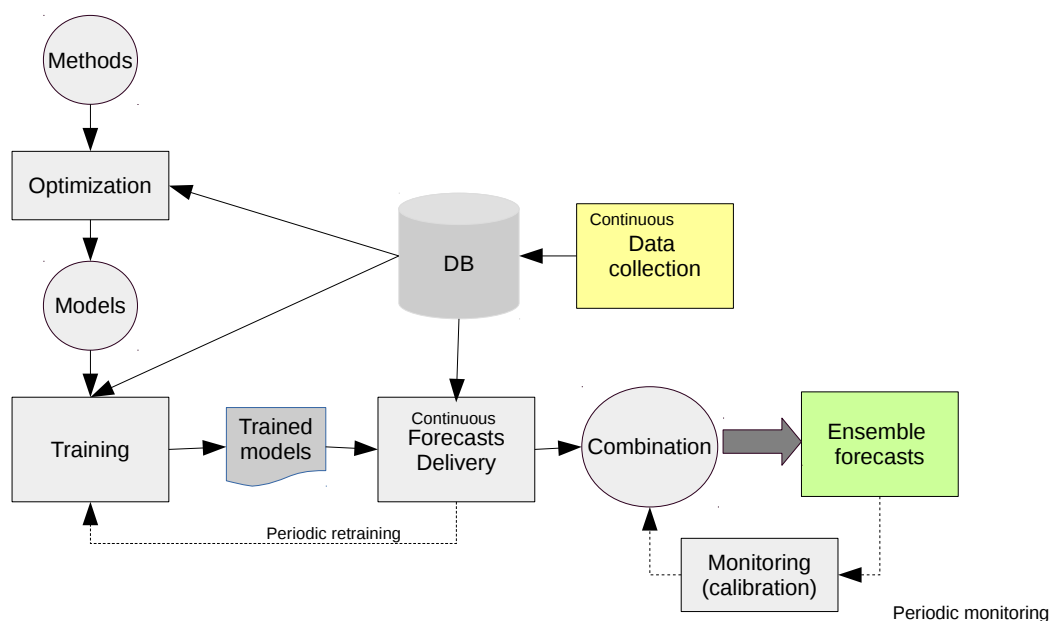 Methods
Optimization
Continuous
Data
collection
DB
Models
Training
Trained
models
Continuous
Forecasts
Delivery
Combination
Ensemble
forecasts
Periodic retraining
Monitoring
(calibration)
Periodic monitoring